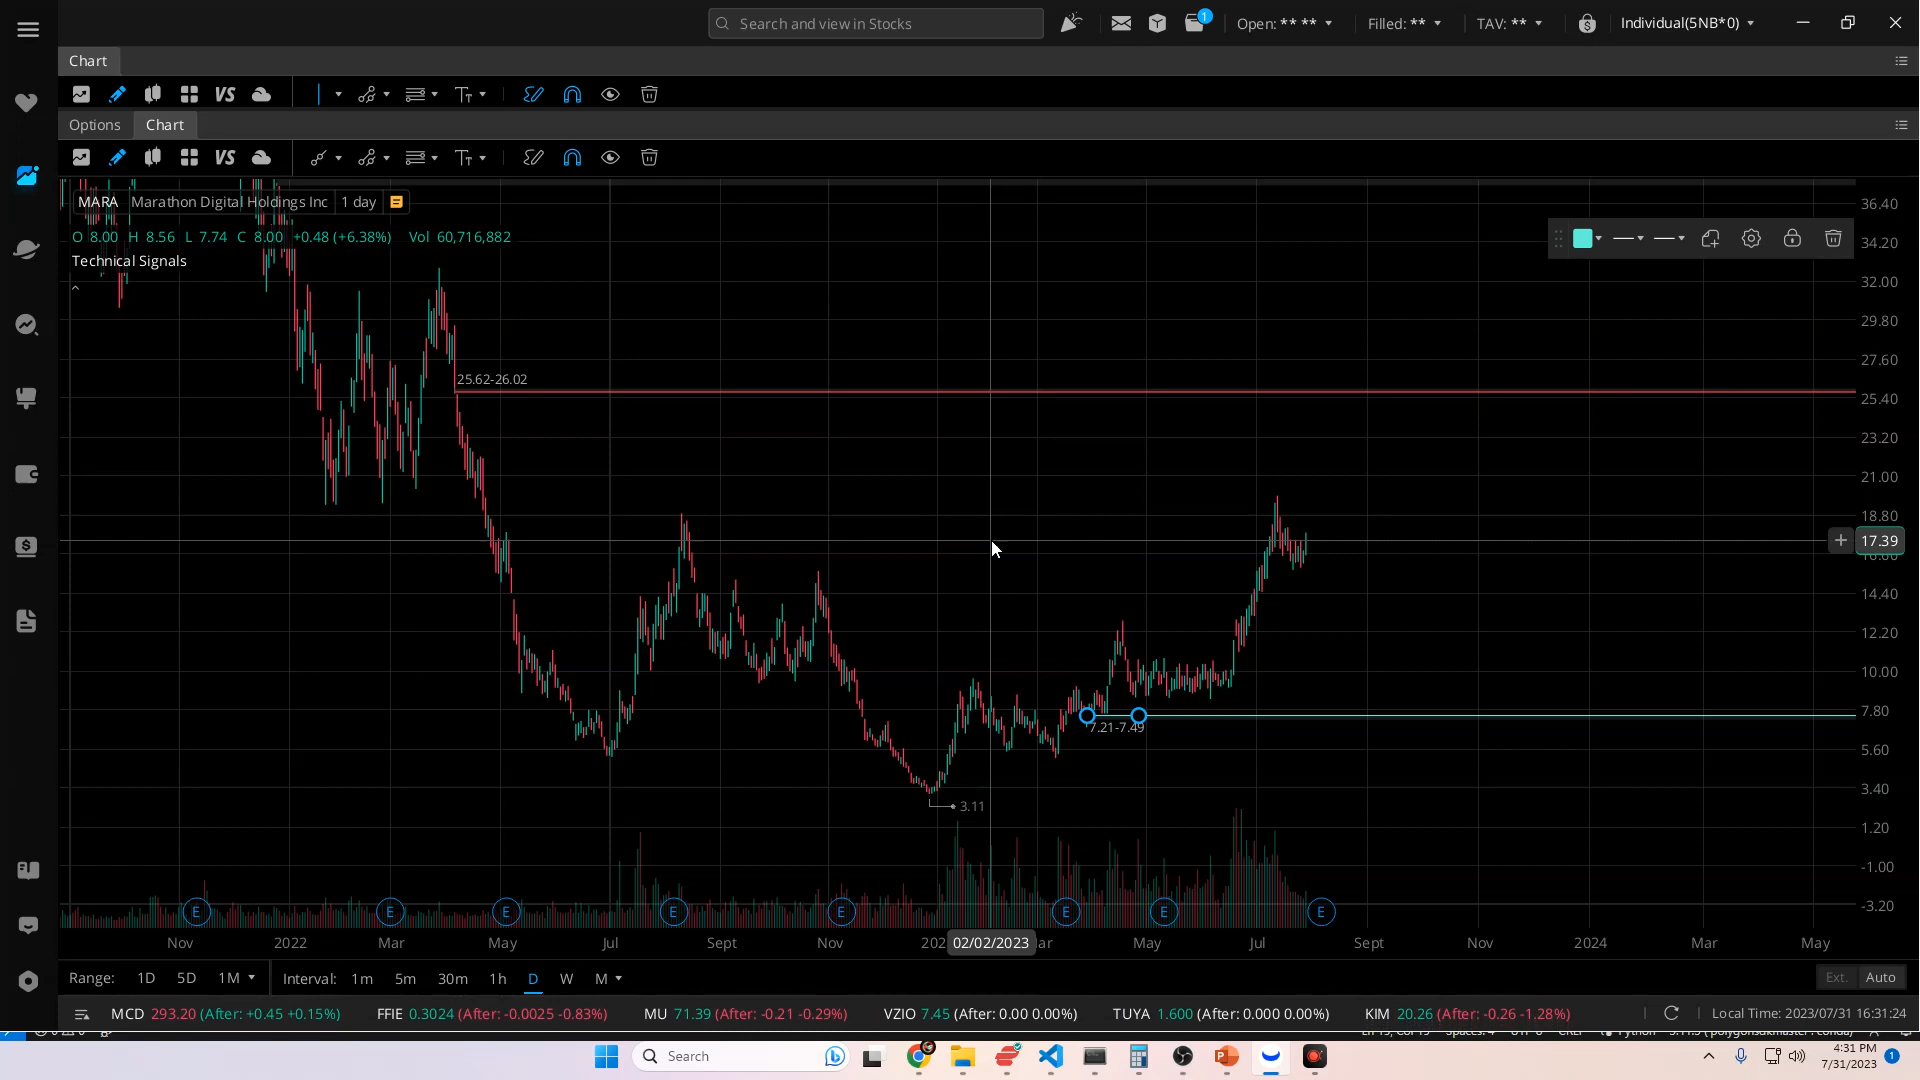 Search and view in Stocks
1
Open: ** **
Filled: **
TAV: **
Individual(5NB*0)
Chart
VS
Options Chart
VS
MARA Marathon Digital Holdings Inc 1 day
O 8.00 H 8.56 L 7.74 C 8.00 +0.48 (+6.38%) Vol 60,716,882
Technical Signals
36.40
34.20
32.00
29.80
27.60
25.62-26.02
25.40
23.20
21.00
18.80
17.39
14.40
12.20
10.00
7.80
7.21-7.49
5.60
3.40
3.11
1.20
-1.00
-3.20
E E E E E E E E
Nov 2022 Mar May Jul Sept Nov 202 02/02/2023 ar May Jul Sept Nov 2024 Mar May
Range: 1D 5D 1M Interval: 1m 5m 30m 1h D W M Ext. Auto
MCD 293.20 (After: +0.45 +0.15%) FFIE 0.3024 (After: -0.0025 -0.83%) MU 71.39 (After: -0.21 -0.29%) VZIO 7.45 (After: 0.00 0.00%) TUYA 1.600 (After: 0.000 0.00%) KIM 20.26 (After: -0.26 -1.28%) Local Time: 2023/07/31 16:31:24
Search
4:31 PM
7/31/2023
1